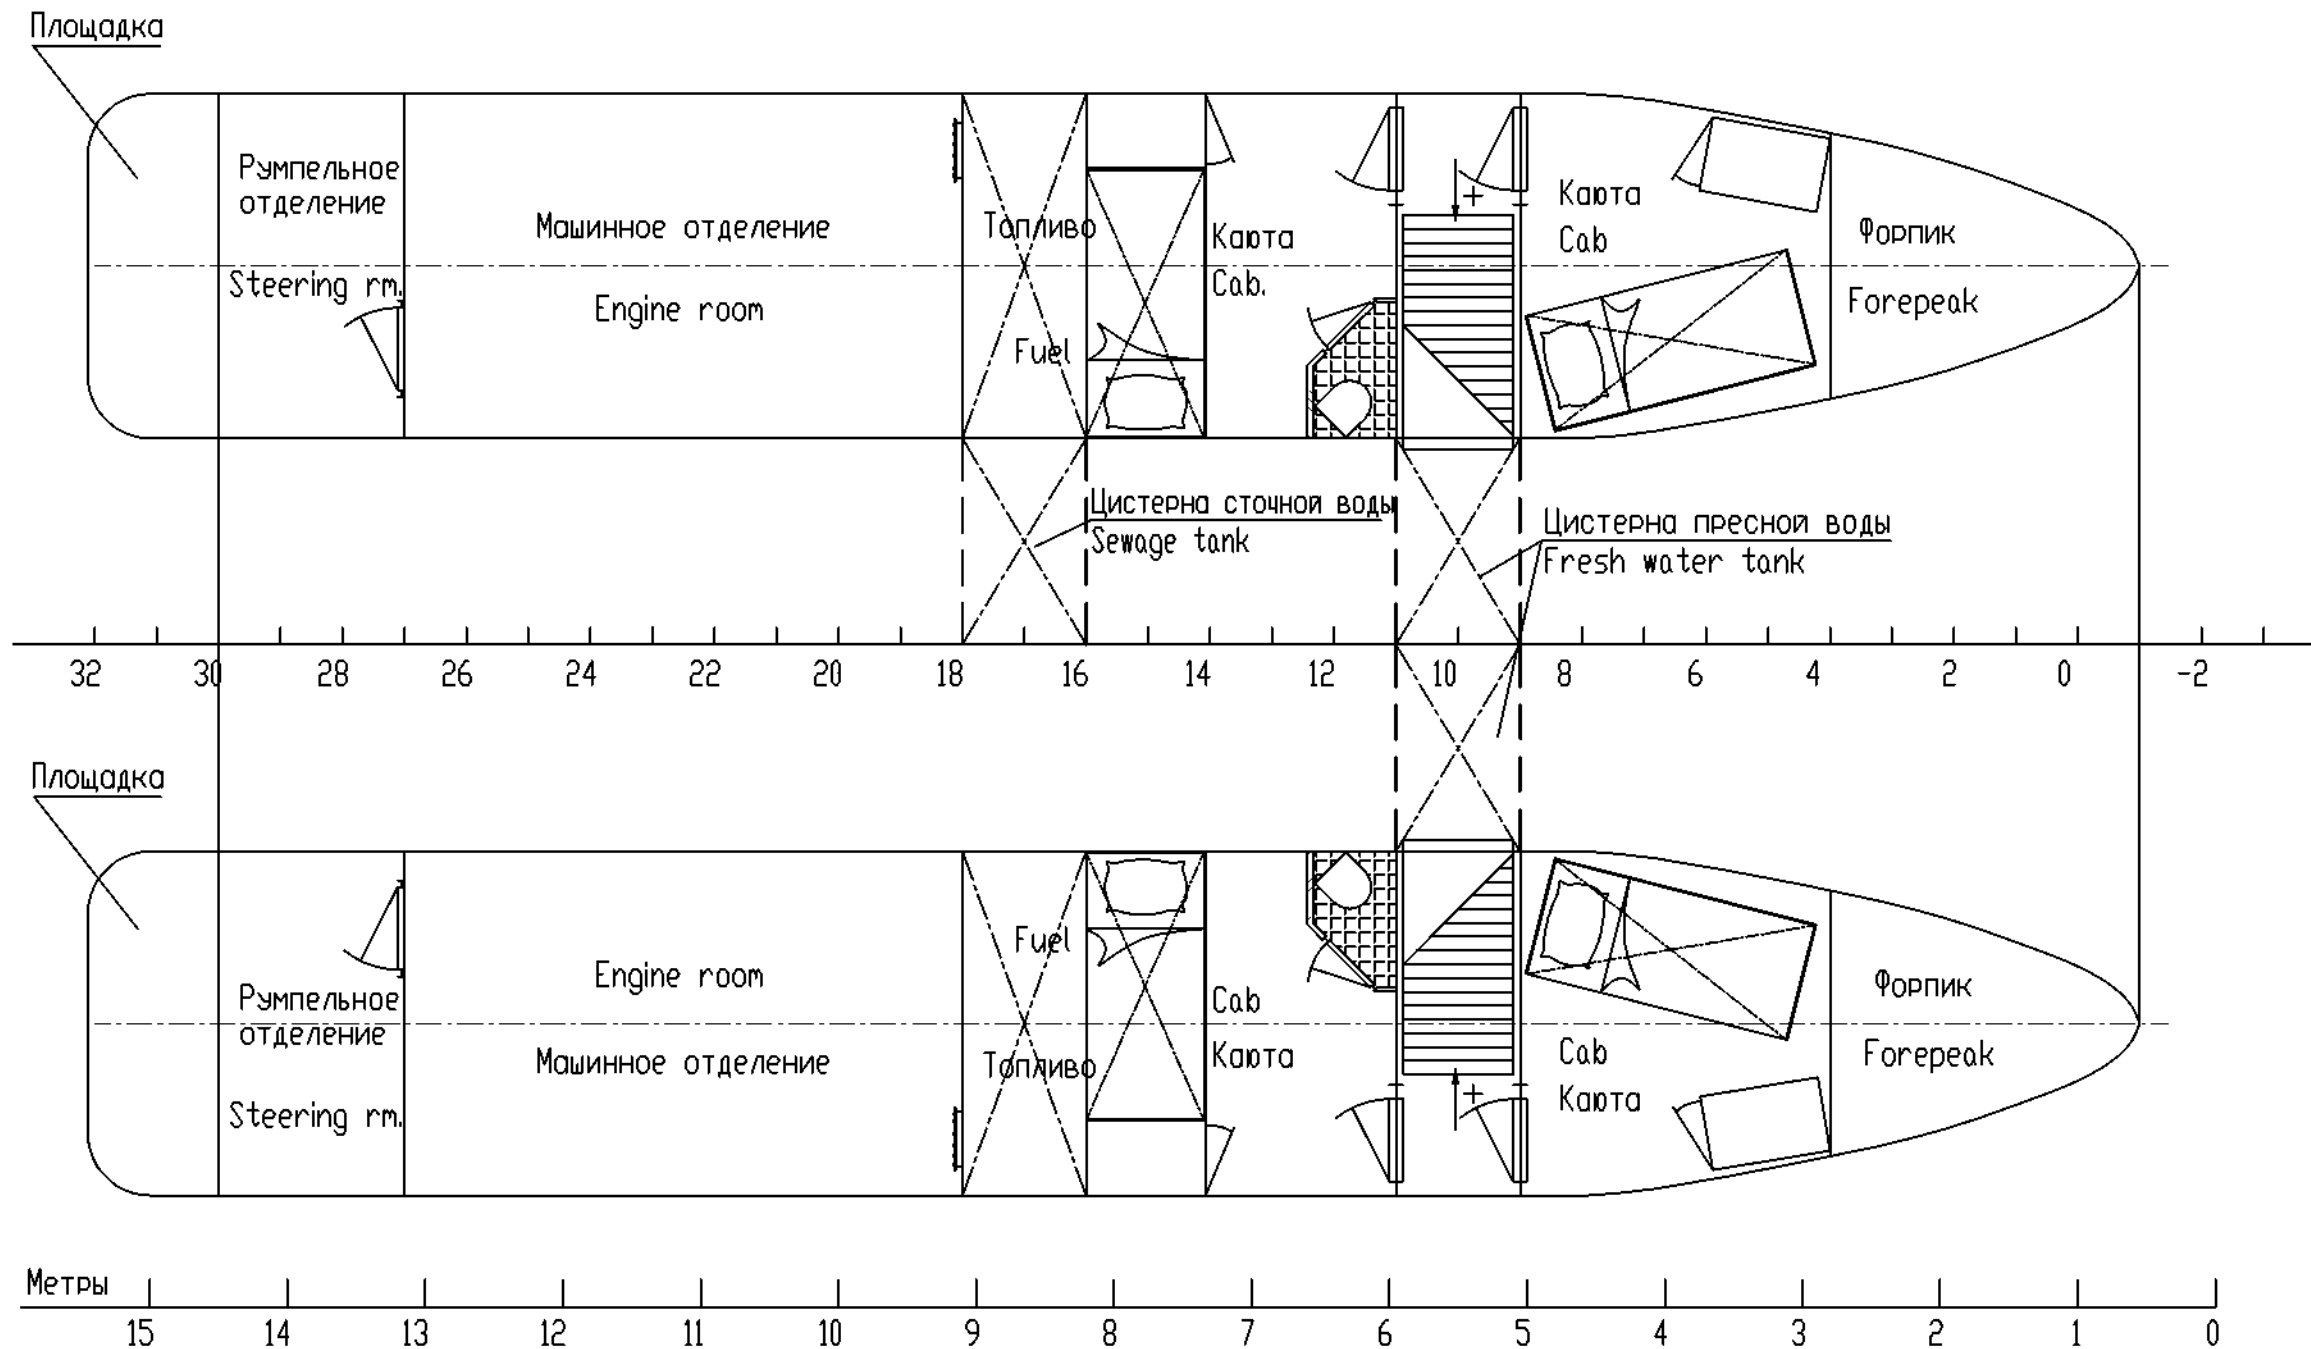 Площадка
Румпельное
отделение
Steering rm.
Машинное отделение
Engine room
Топливо
Fuel
Каюта
Cab.
Каюта
Cab
Форпик
Forepeak
Цистерна сточной воды
Sewage tank
Цистерна пресной воды
Fresh water tank
32 30 28 26 24 22 20 18 16 14 12 10 8 6 4 2 0 -2
Площадка
Румпельное
отделение
Steering rm.
Engine room
Машинное отделение
Fuel
Топливо
Cab
Каюта
Cab
Каюта
Форпик
Forepeak
Метры
15 14 13 12 11 10 9 8 7 6 5 4 3 2 1 0